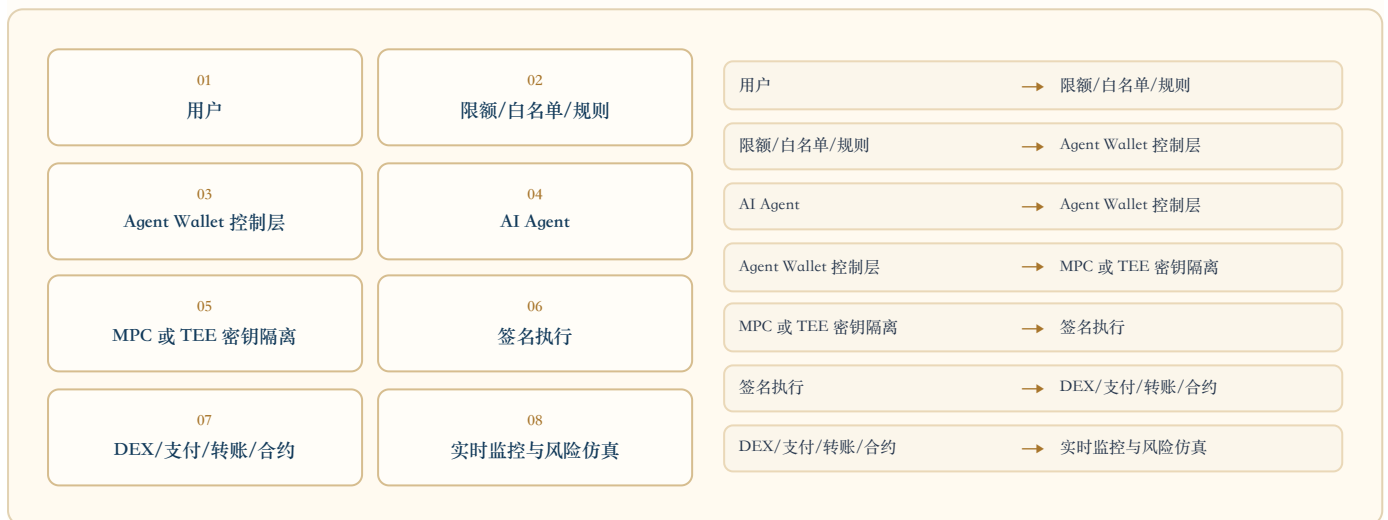 01
用户
02
限额/白名单/规则
03
Agent Wallet 控制层
04
AI Agent
05
MPC 或 TEE 密钥隔离
06
签名执行
07
DEX/支付/转账/合约
08
实时监控与风险仿真
用户 → 限额/白名单/规则
限额/白名单/规则 → Agent Wallet 控制层
AI Agent → Agent Wallet 控制层
Agent Wallet 控制层 → MPC 或 TEE 密钥隔离
MPC 或 TEE 密钥隔离 → 签名执行
签名执行 → DEX/支付/转账/合约
DEX/支付/转账/合约 → 实时监控与风险仿真